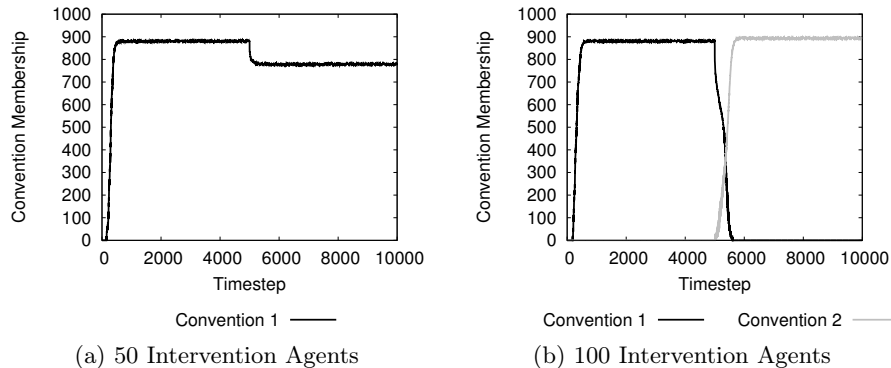 Convention Membership
1000
900
800
700
600
500
400
300
200
100
0
0 2000 4000 6000 8000 10000
Timestep
Convention 1
(a) 50 Intervention Agents
Convention Membership
1000
900
800
700
600
500
400
300
200
100
0
0 2000 4000 6000 8000 10000
Timestep
Convention 1 Convention 2
(b) 100 Intervention Agents